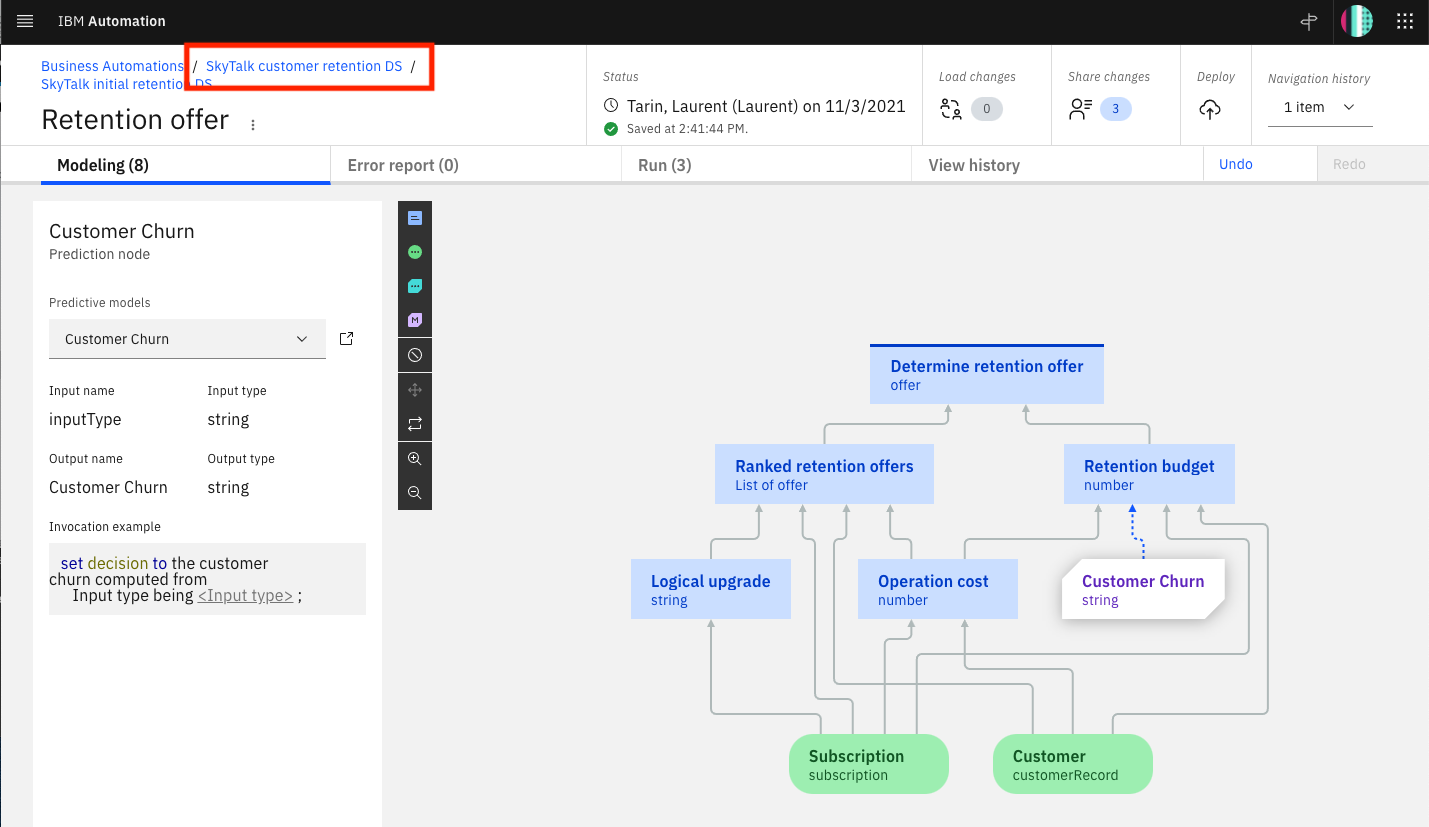 IBM Automation
Business Automations / SkyTalk customer retention DS /
SkyTalk initial retention DS
Retention offer
Status
Tarin, Laurent (Laurent) on 11/3/2021
Saved at 2:41:44 PM.
Load changes
0
Share changes
3
Deploy
Navigation history
1 item
Modeling (8)
Error report (0)
Run (3)
View history
Undo
Redo
Customer Churn
Prediction node
Predictive models
Customer Churn
Input name Input type
inputType string
Output name Output type
Customer Churn string
Invocation example
set decision to the customer
churn computed from
Input type being <Input type> ;
M
Determine retention offer
offer
Ranked retention offers
List of offer
Retention budget
number
Logical upgrade
string
Operation cost
number
Customer Churn
string
Subscription
subscription
Customer
customerRecord